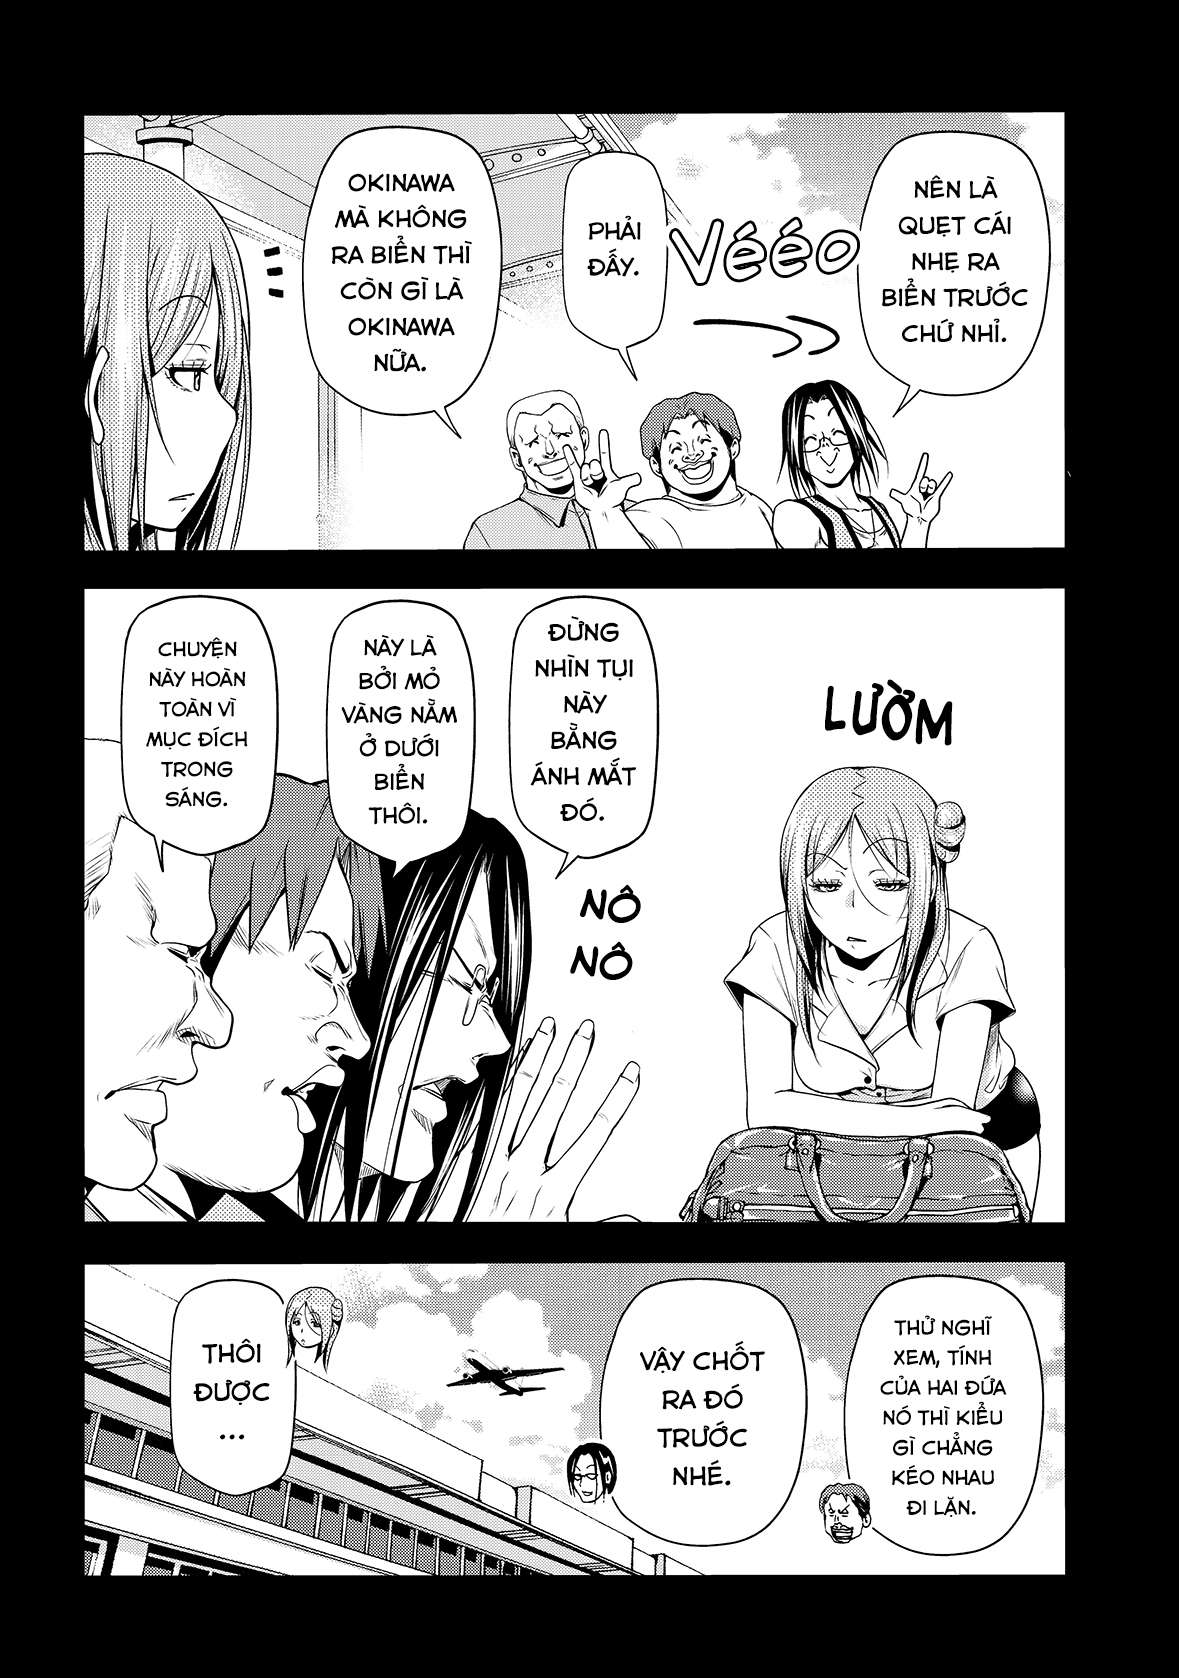 NÊN LÀ
QUẸT CÁI
NHẸ RA
BIỂN TRƯỚC
CHỨ NHỈ.
Vééo
PHẢI
ĐẤY.
OKINAWA
MÀ KHÔNG
RA BIỂN THÌ
CÒN GÌ LÀ
OKINAWA
NỮA.
LƯỜM
ĐỪNG
NHÌN TỤI
NÀY
BẰNG
ÁNH MẮT
ĐÓ.
NÔ
NÔ
NÀY LÀ
BỞI MỎ
VÀNG NẰM
Ở DƯỚI
BIỂN
THÔI.
CHUYỆN
NÀY HOÀN
TOÀN VÌ
MỤC ĐÍCH
TRONG
SÁNG.
THỬ NGHĨ
XEM, TÍNH
CỦA HAI ĐỨA
NÓ THÌ KIỂU
GÌ CHẲNG
KÉO NHAU
ĐI LẶN.
VẬY CHỐT
RA ĐÓ
TRƯỚC
NHÉ.
THÔI
ĐƯỢC
...